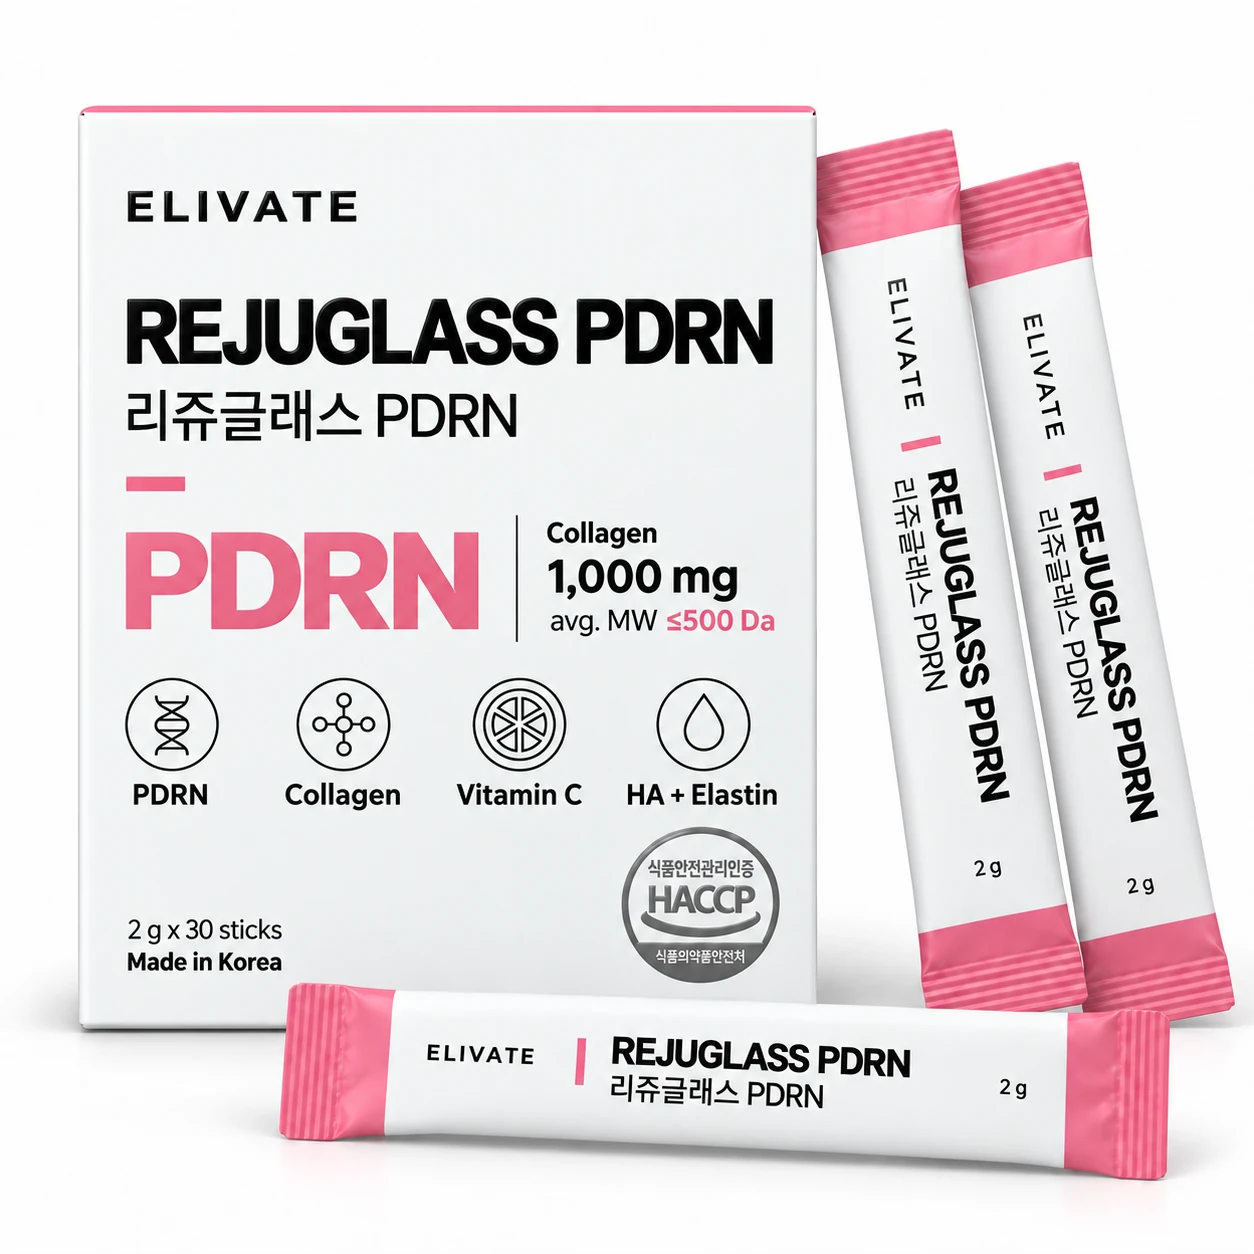 ELIVATE
REJUGLASS PDRN
리쥬글래스 PDRN
PDRN
Collagen
1,000 mg
avg. MW ≤500 Da
PDRN
Collagen
Vitamin C
HA + Elastin
식품안전관리인증
HACCP
식품의약품안전처
2 g x 30 sticks
Made in Korea
ELIVATE
REJUGLASS PDRN
리쥬글래스 PDRN
2 g
ELIVATE
REJUGLASS PDRN
리쥬글래스 PDRN
2 g
ELIVATE
REJUGLASS PDRN
리쥬글래스 PDRN
2 g